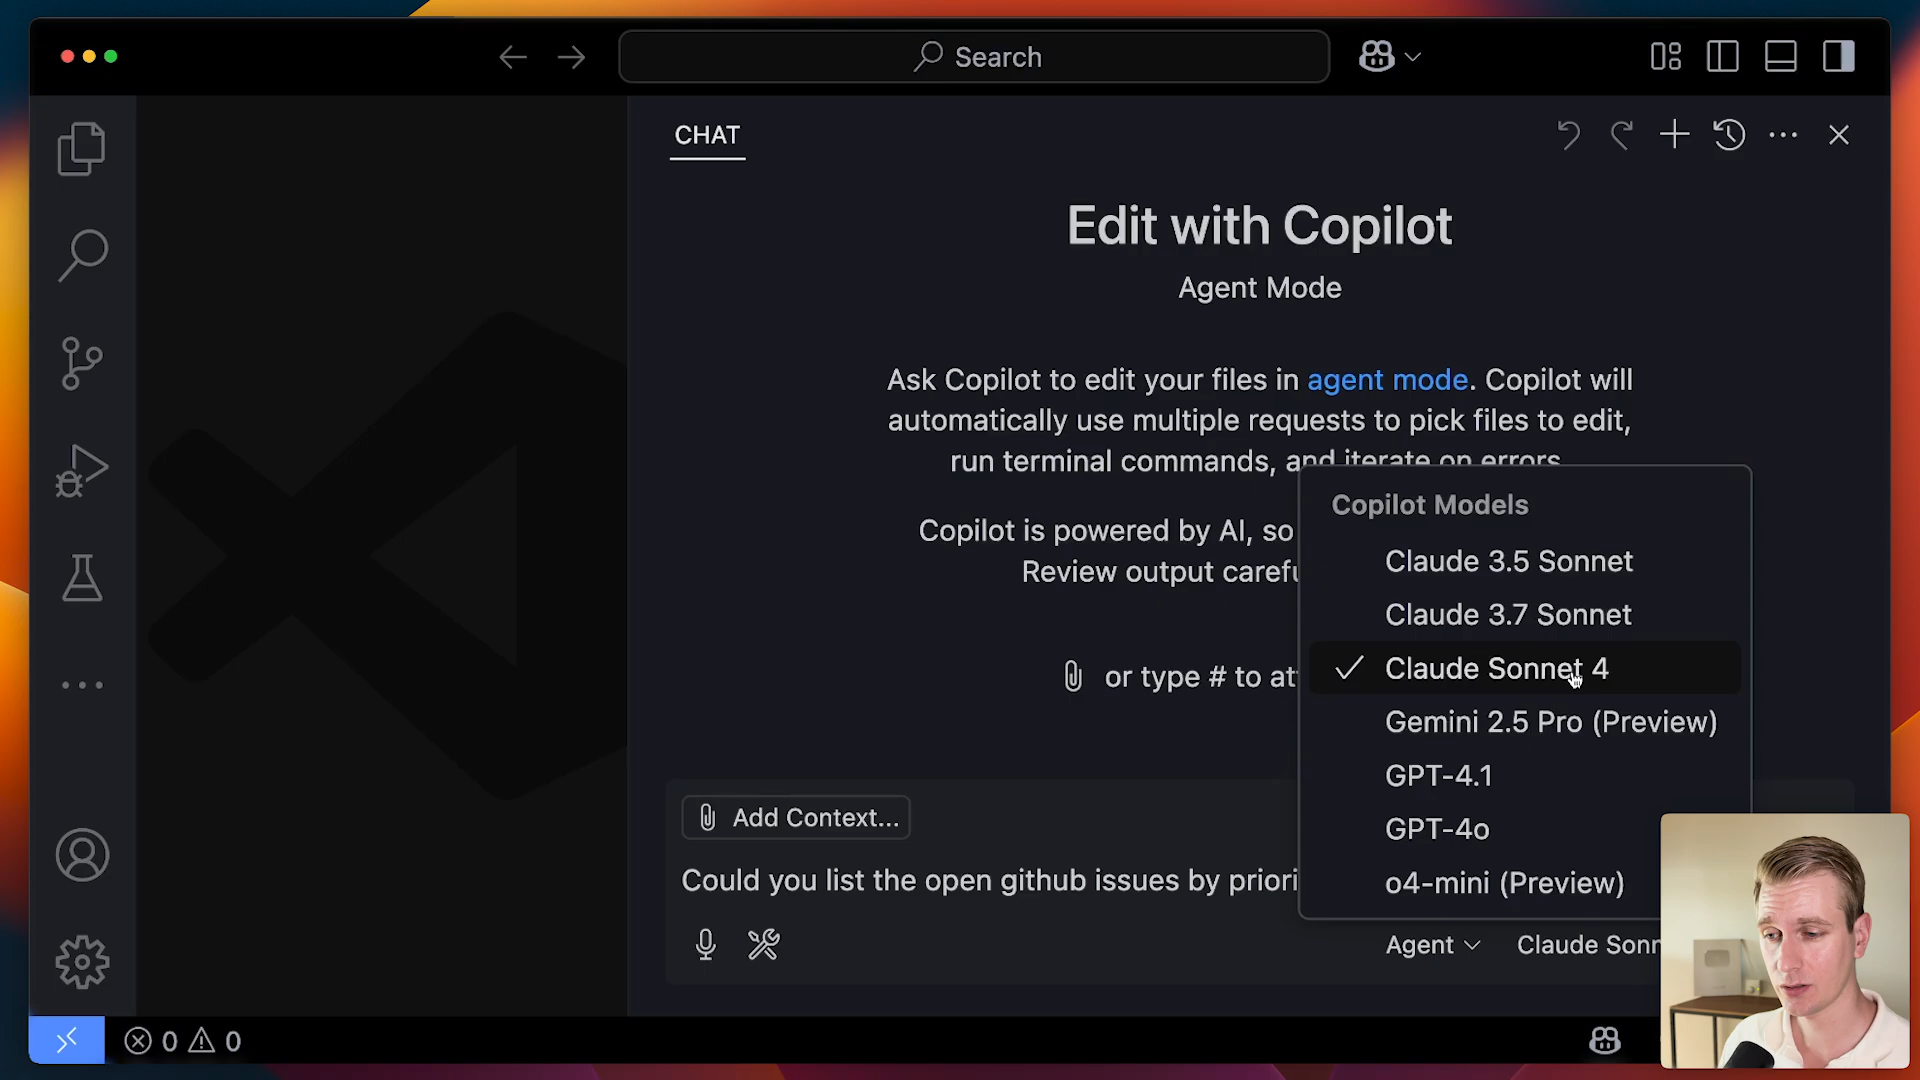 Search
CHAT
Edit with Copilot
Agent Mode
Ask Copilot to edit your files in agent mode. Copilot will
automatically use multiple requests to pick files to edit,
run terminal commands, and iterate on errors
Copilot is powered by AI, so
Review output
or type # to
Copilot Models
Claude 3.5 Sonnet
Claude 3.7 Sonnet
Claude Sonnet 4
Gemini 2.5 Pro (Preview)
GPT-4.1
GPT-4o
o4-mini (Preview)
Add Context...
Could you list the open github issues by
Agent
Claude
0
0